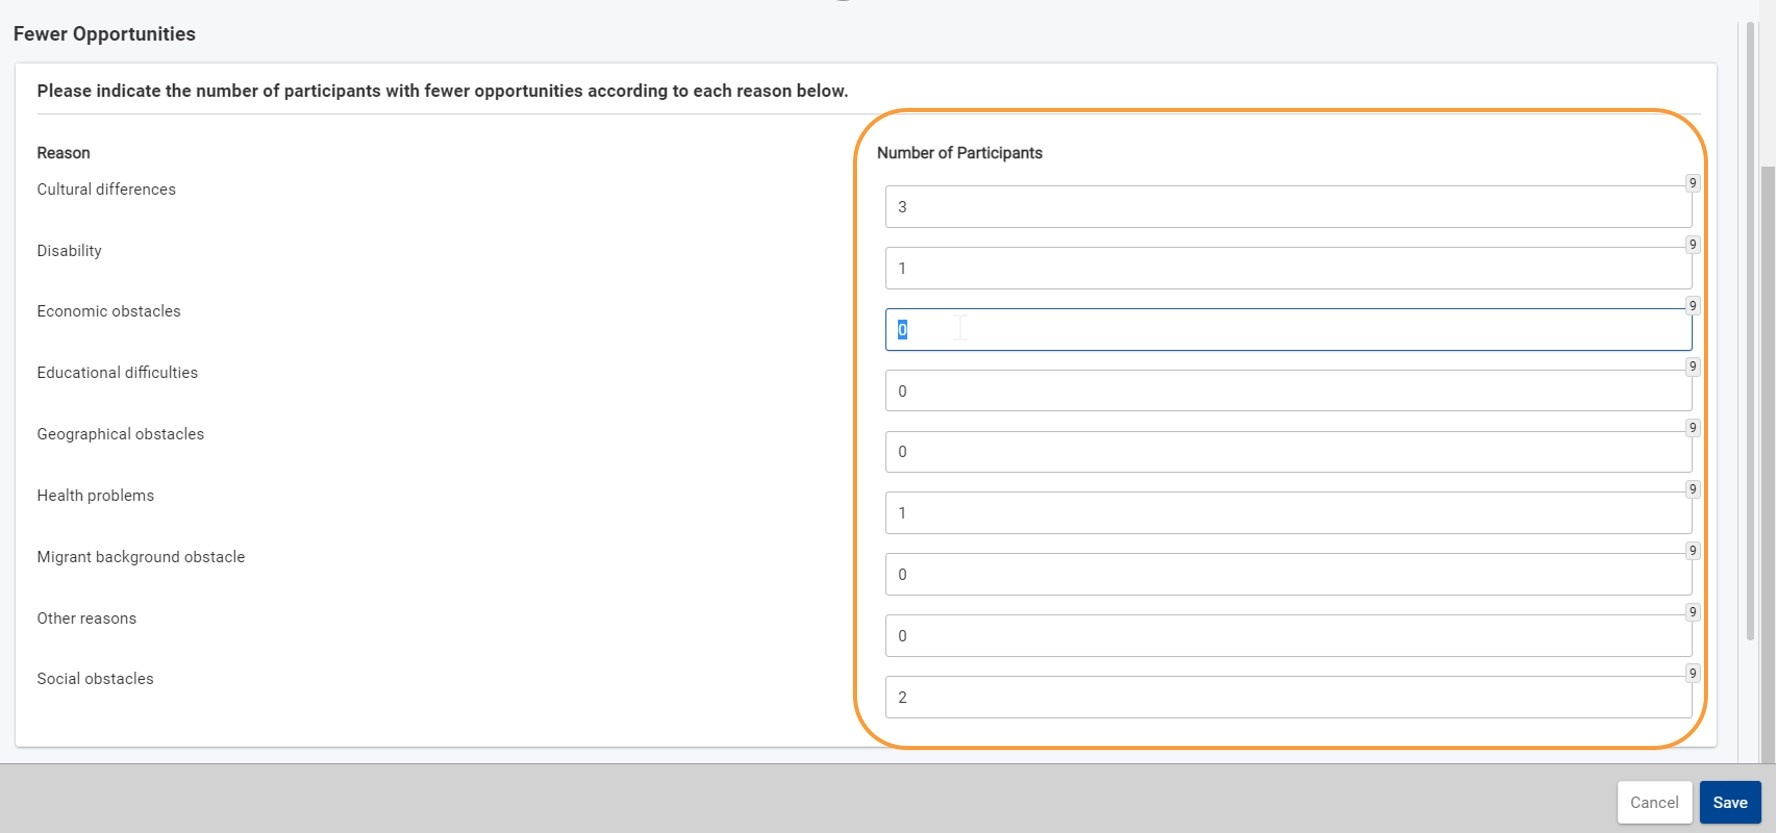 Fewer Opportunities
Please indicate the number of participants with fewer opportunities according to each reason below.
Reason Number of Participants
Cultural differences 9
3
Disability 9
1
Economic obstacles 9
0
Educational difficulties 9
0
Geographical obstacles 9
0
Health problems 9
1
Migrant background obstacle 9
0
Other reasons 9
0
Social obstacles 9
2
Cancel Save